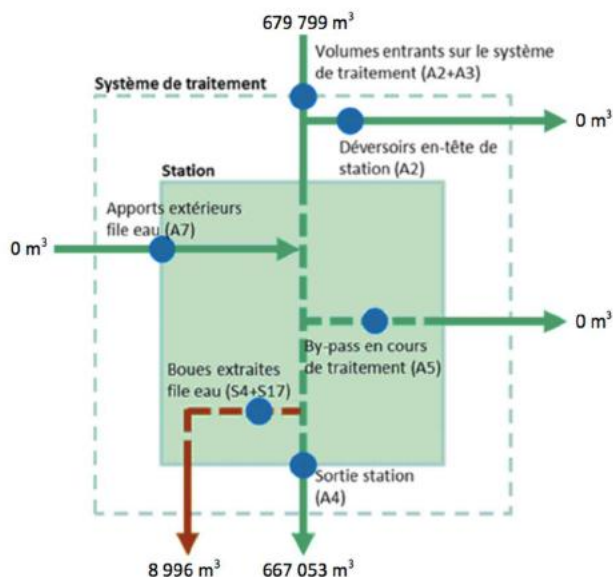 679 799 m³
Volumes entrants sur le système
de traitement (A2+A3)
Système de traitement
0 m³
Déversoirs en-tête de
station (A2)
Station
Apports extérieurs
file eau (A7)
0 m³
0 m³
By-pass en cours
de traitement (A5)
Boues extraites
file eau (S4+S17)
Sortie station
(A4)
8 996 m³
667 053 m³